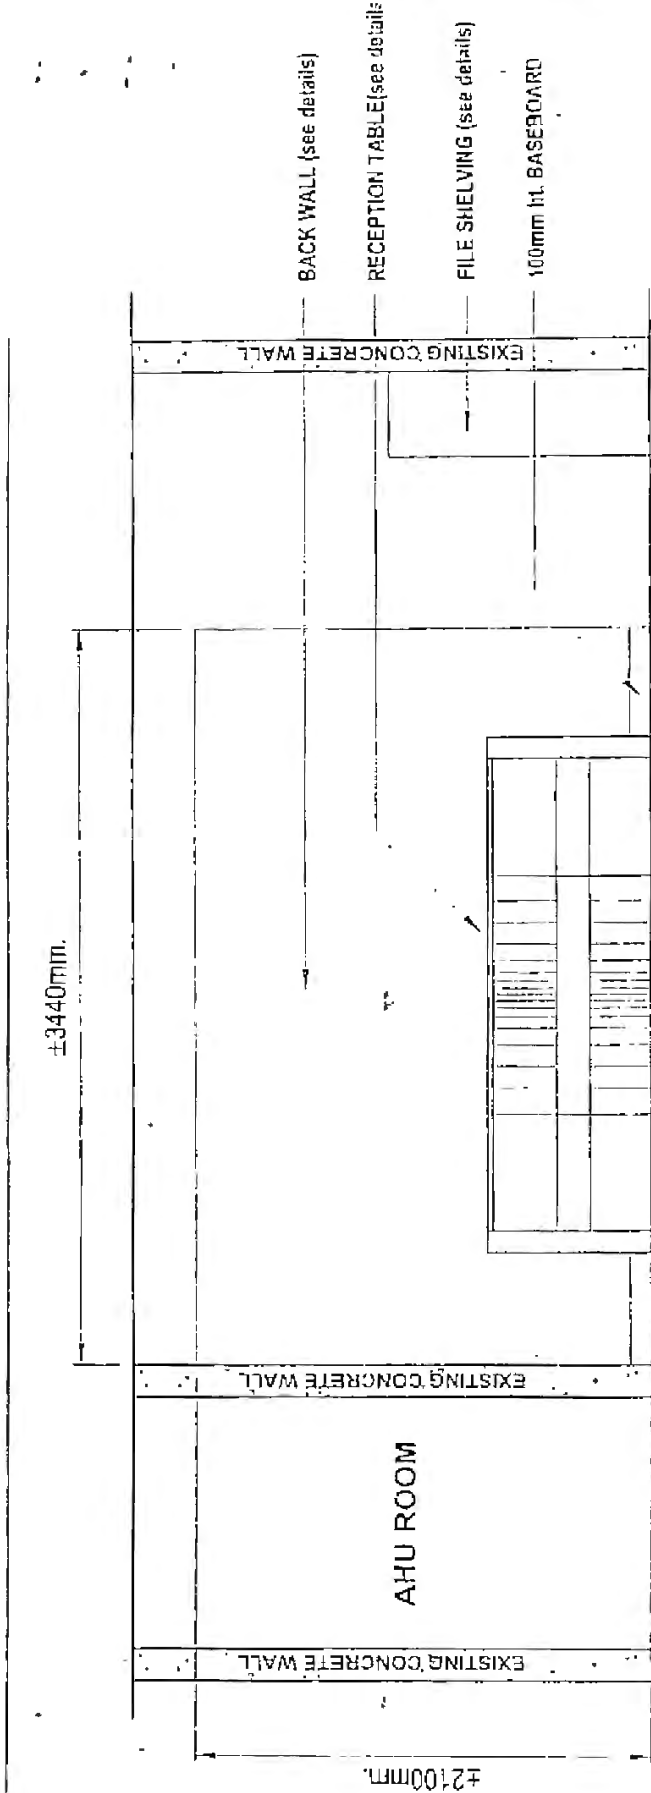 BACK WALL (see details)
RECEPTION TABLE(see details
FILE SHELVING (see details)
100mm ht. BASEBOARD
EXISTING CONCRETE WALL
±3440mm.
EXISTING CONCRETE WALL
AHU ROOM
EXISTING CONCRETE WALL
±2100mm.